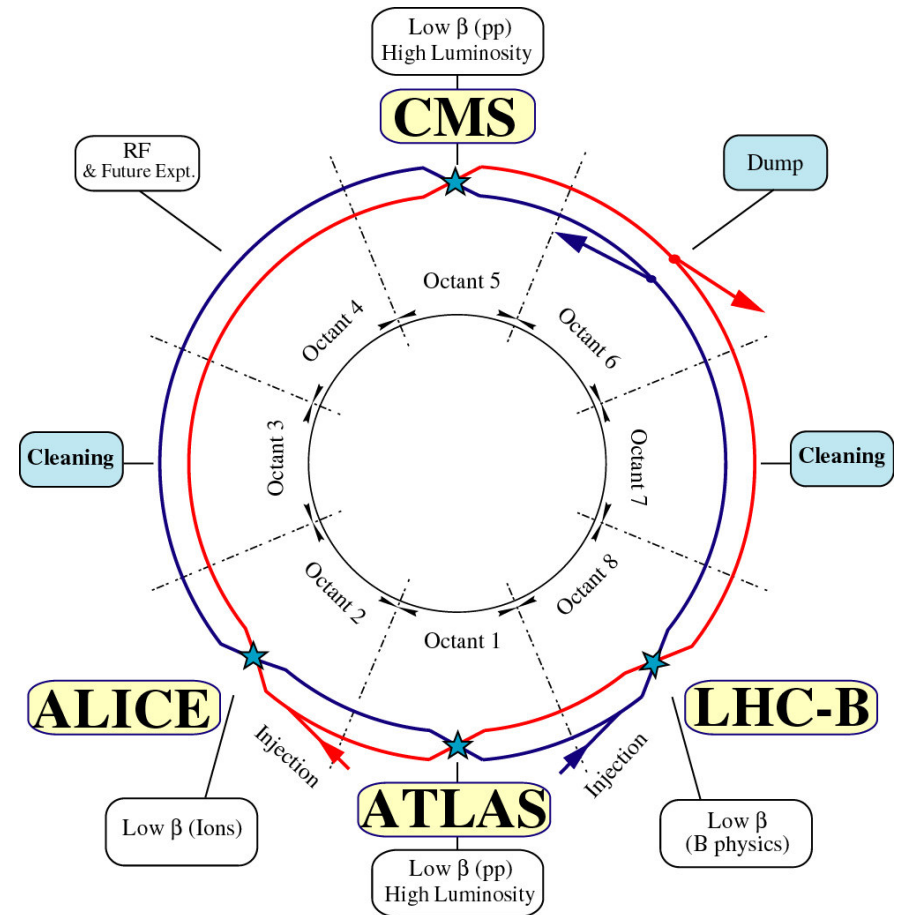 Low β (pp)
High Luminosity
CMS
RF
& Future Expt.
Dump
Octant 5
Octant 4
Octant 6
Cleaning
Octant 3
Octant 7
Cleaning
Octant 2
Octant 8
Octant 1
ALICE
LHC-B
Injection
Injection
ATLAS
Low β (Ions)
Low β
(B physics)
Low β (pp)
High Luminosity